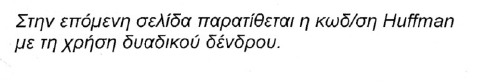 Στην επόμενη σελίδα παρατίθεται η κωδ/ση Huffman
με τη χρήση δυαδικού δένδρου.